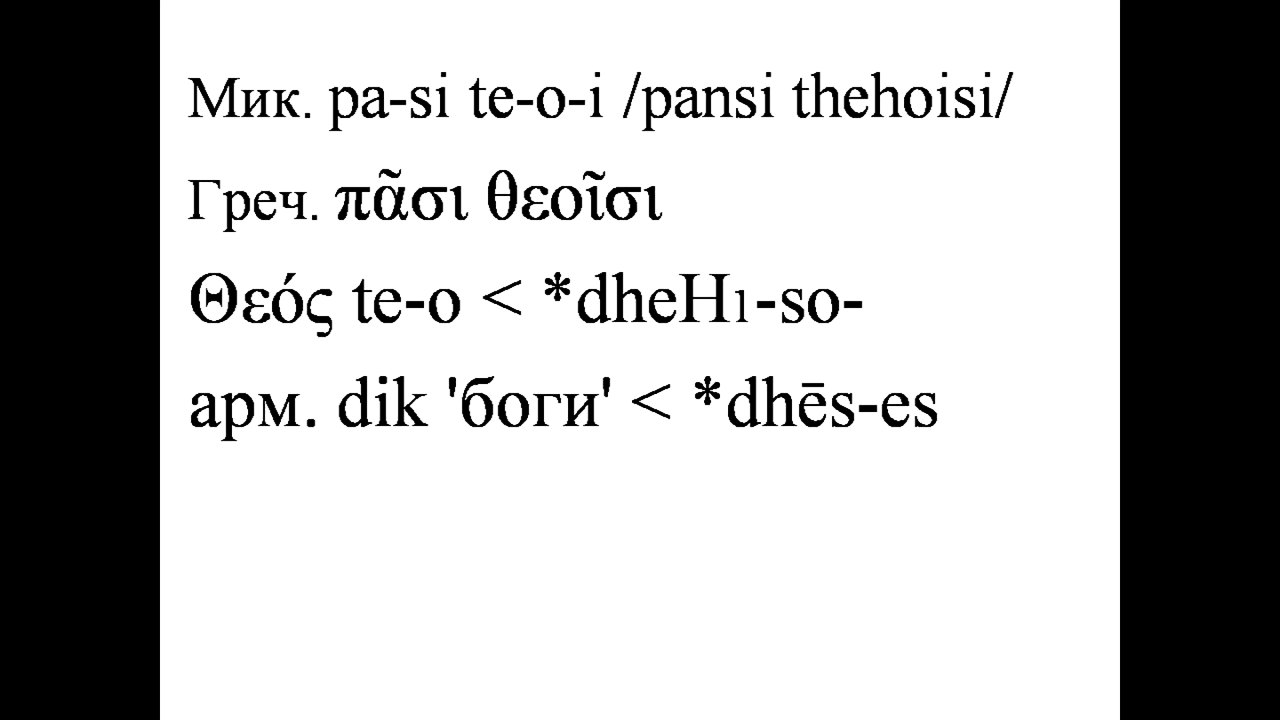 Мик. pa-si te-o-i /pansi thehoisi/
Греч. πᾶσι θεοῖσι
Θεός te-o < *dheH1-so-
арм. dik 'боги' < *dhēs-es